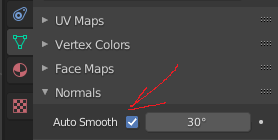 UV Maps
Vertex Colors
Face Maps
Normals
Auto Smooth 30°